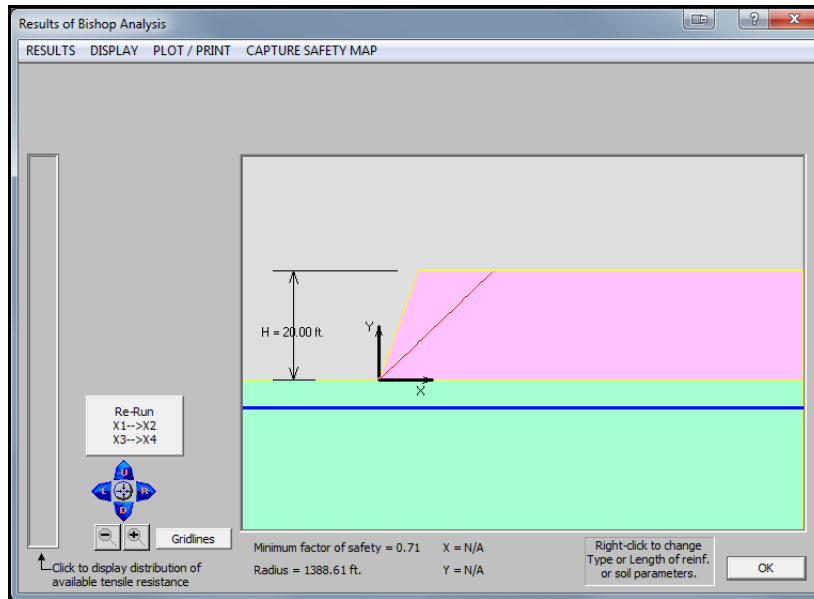 Results of Bishop Analysis
RESULTS DISPLAY PLOT / PRINT CAPTURE SAFETY MAP
H = 20.00 ft.
Y
X
Re-Run
X1-->X2
X3-->X4
U
L R
D
Gridlines
Click to display distribution of
available tensile resistance
Minimum factor of safety = 0.71 X = N/A
Radius = 1388.61 ft. Y = N/A
Right-click to change
Type or Length of reinf.
or soil parameters.
OK